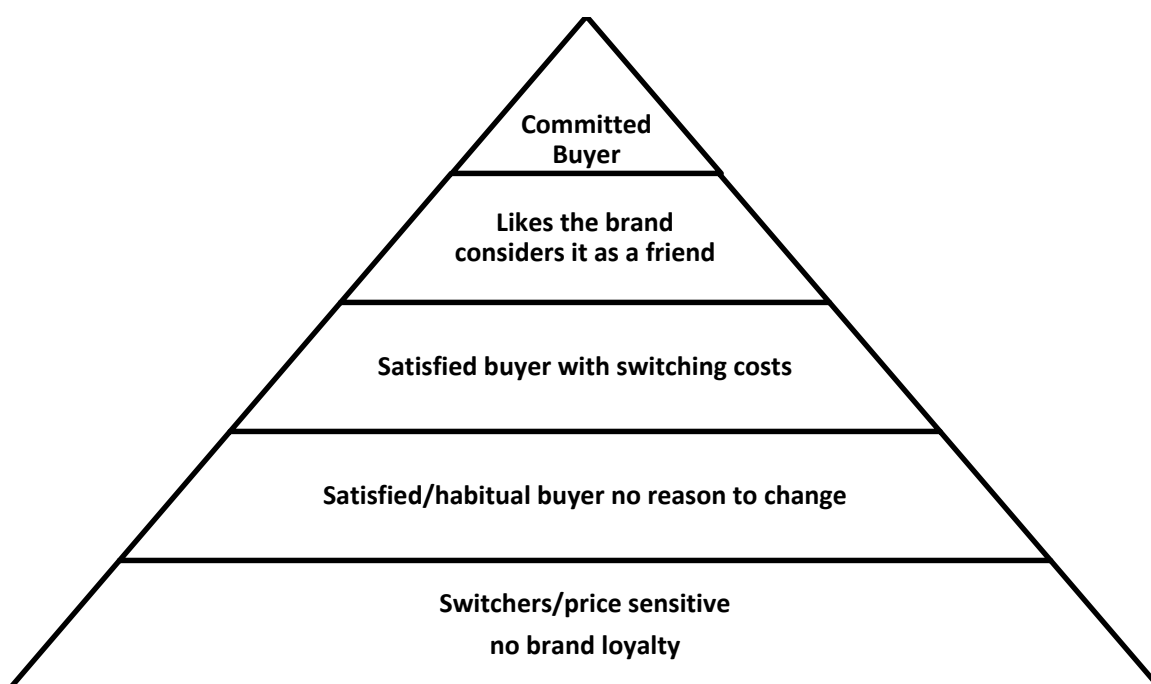 Committed
Buyer
Likes the brand
considers it as a friend
Satisfied buyer with switching costs
Satisfied/habitual buyer no reason to change
Switchers/price sensitive
no brand loyalty